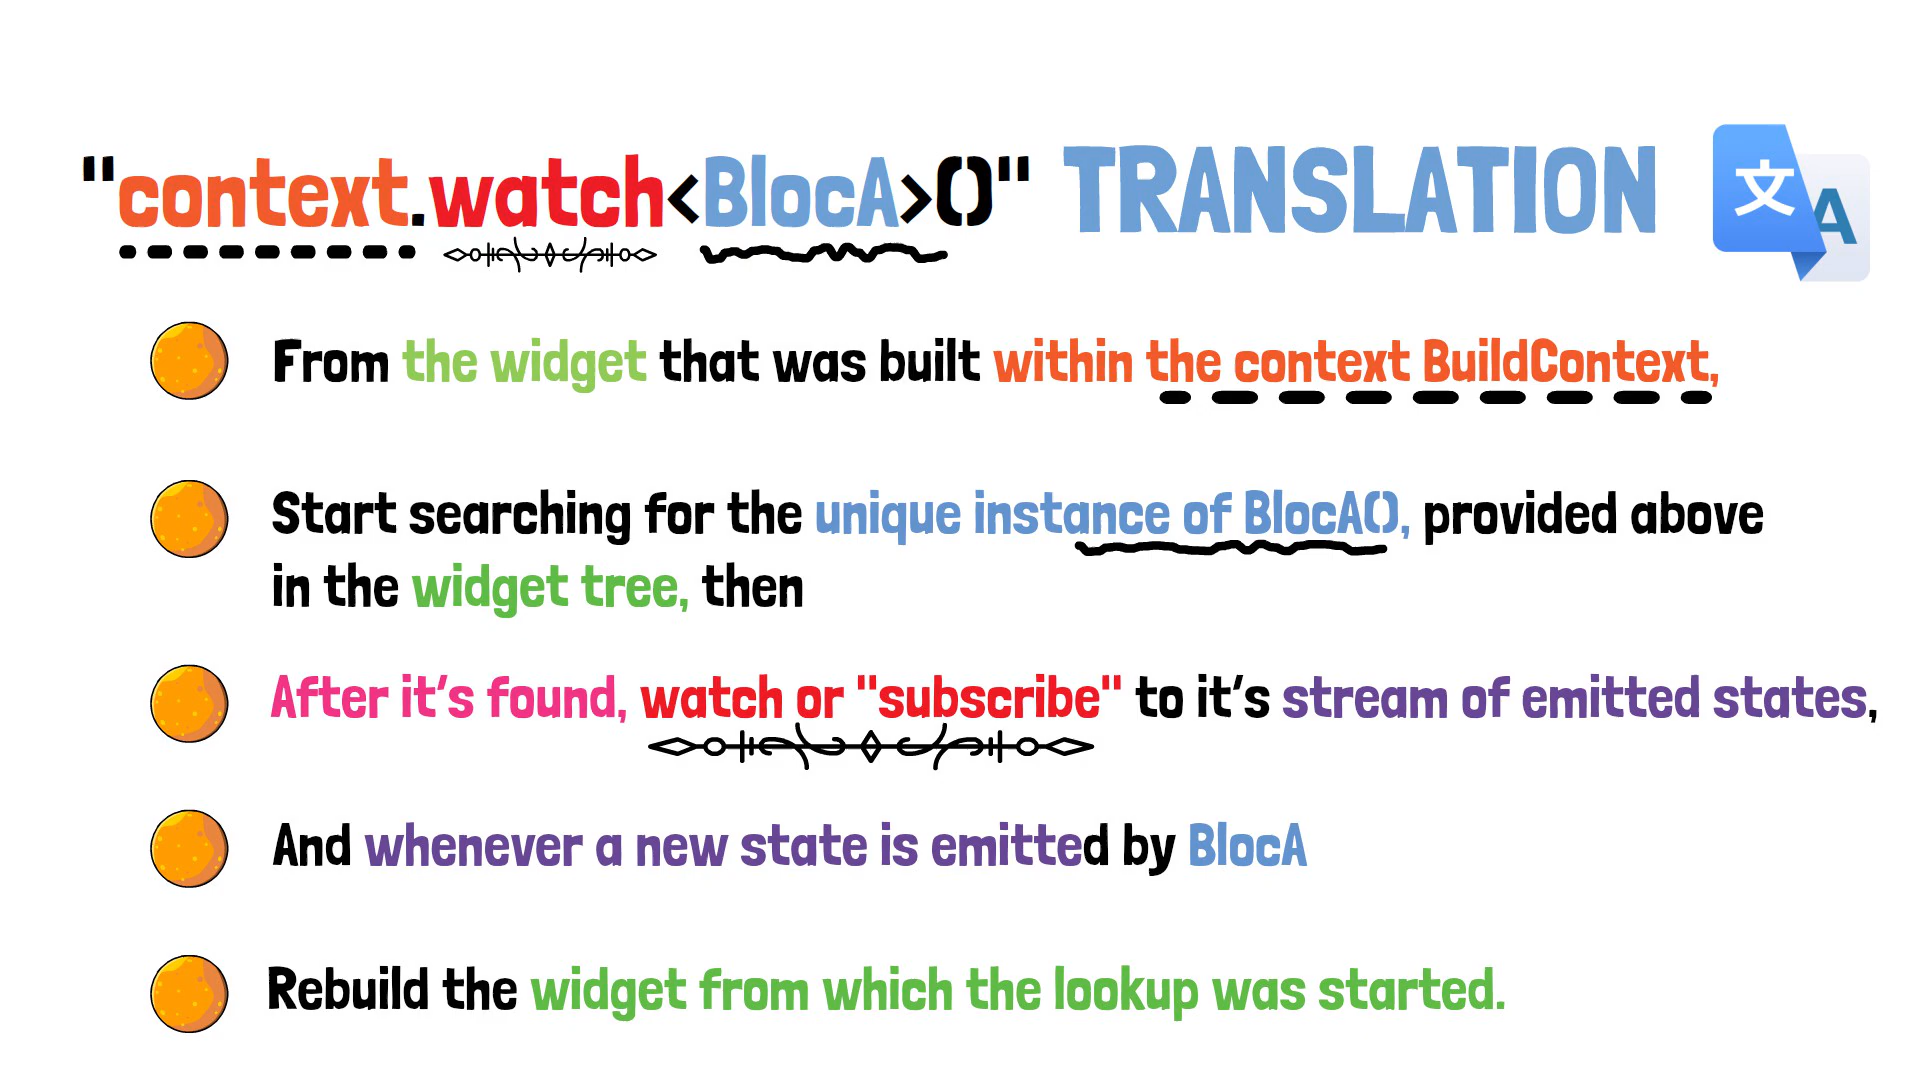 "context.watch<BlocA>()" TRANSLATION
文A
From the widget that was built within the context BuildContext,
Start searching for the unique instance of BlocA(), provided above
in the widget tree, then
After it's found, watch or "subscribe" to it's stream of emitted states,
And whenever a new state is emitted by BlocA
Rebuild the widget from which the lookup was started.